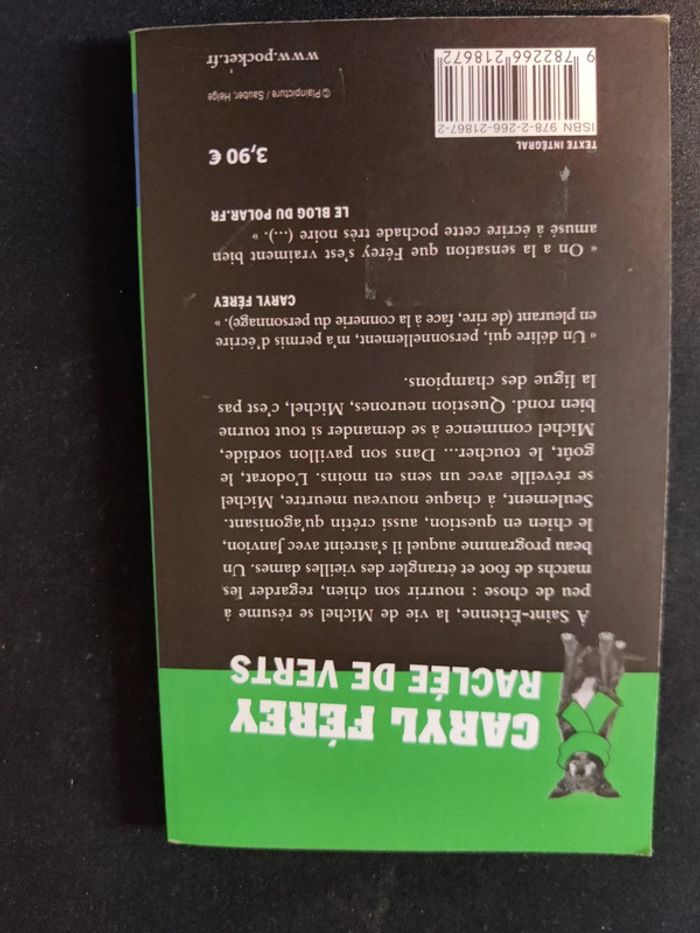 CARYL FÉREY
RACLÉE DE VERTS
À Saint-Étienne, la vie de Michel se résume à
peu de chose : nourrir son chien, regarder les
matchs de foot et étrangler des vieilles dames. Un
beau programme auquel il s'astreint avec Janvion,
le chien en question, aussi crétin qu'agonisant.
Seulement, à chaque nouveau meurtre, Michel
se réveille avec un sens en moins. L'odorat, le
goût, le toucher... Dans son pavillon sordide,
Michel commence à se demander si tout tourne
bien rond. Question neurones, Michel, c'est pas
la ligue des champions.
« Un délire qui, personnellement, m'a permis d'écrire
en pleurant (de rire, face à la connerie du personnage). »
CARYL FÉREY
« On a la sensation que Férey s'est vraiment bien
amusé à écrire cette pochade très noire (...). »
LE BLOG DU POLAR.FR
TEXTE INTÉGRAL
ISBN 978-2-266-21867-2
9 782266 218672
3,90 €
©Plainpicture / Sauber, Helge
www.pocket.fr